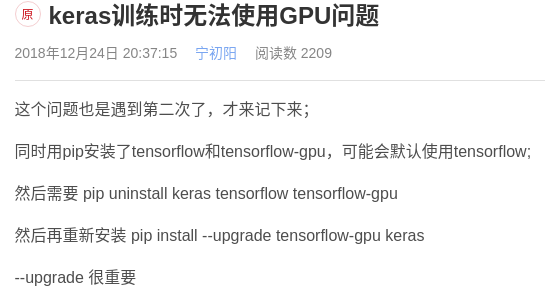 原 keras训练时无法使用GPU问题
2018年12月24日 20:37:15 宁初阳 阅读数 2209
这个问题也是遇到第二次了，才来记下来；
同时用pip安装了tensorflow和tensorflow-gpu，可能会默认使用tensorflow;
然后需要 pip uninstall keras tensorflow tensorflow-gpu
然后再重新安装 pip install --upgrade tensorflow-gpu keras
--upgrade 很重要